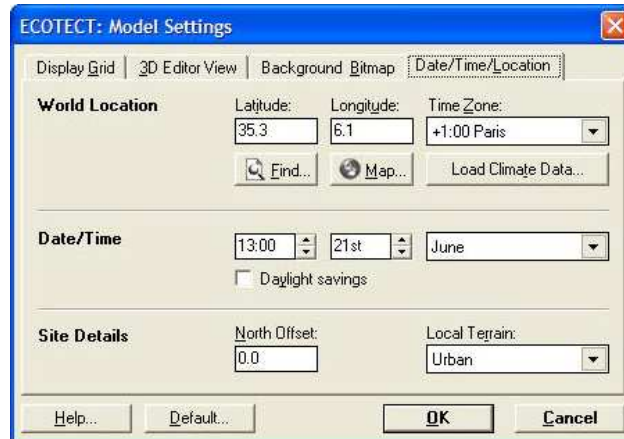 ECOTECT: Model Settings
Display Grid 3D Editor View Background Bitmap Date/Time/Location
World Location Latitude: Longitude: Time Zone:
35.3 6.1 +1:00 Paris
Find... Map... Load Climate Data...
Date/Time 13:00 21st June
Daylight savings
Site Details North Offset: Local Terrain:
0.0 Urban
Help... Default... OK Cancel